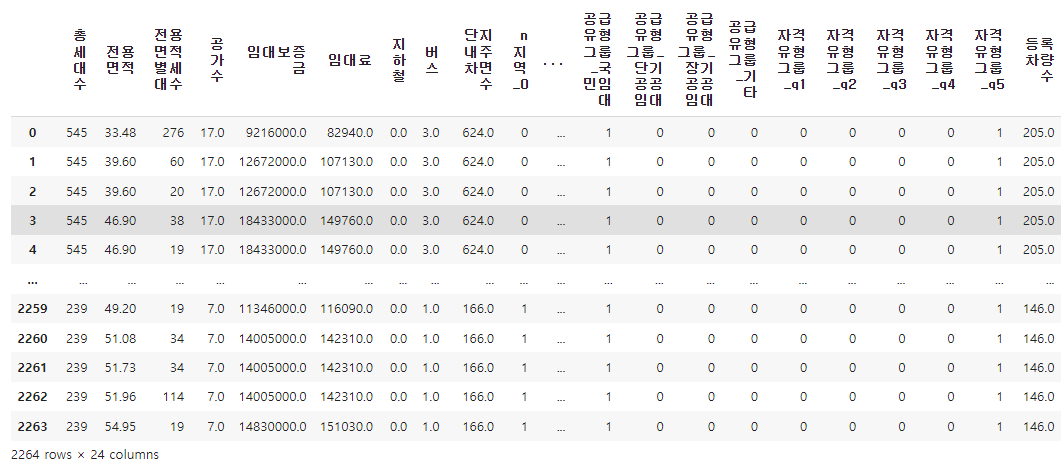 총세대수 전용면적 전용면적별세대수 공가수 임대보증금 임대료 지하철 버스 단지내주차면수 n지역_0 ... 공급유형그룹_국민임대 공급유형그룹_단기공공임대 공급유형그룹_장기공공임대 공급유형그룹_기타 자격유형그룹_q1 자격유형그룹_q2 자격유형그룹_q3 자격유형그룹_q4 자격유형그룹_q5 등록차량수
0 545 33.48 276 17.0 9216000.0 82940.0 0.0 3.0 624.0 0 ... 1 0 0 0 0 0 0 0 1 205.0
1 545 39.60 60 17.0 12672000.0 107130.0 0.0 3.0 624.0 0 ... 1 0 0 0 0 0 0 0 1 205.0
2 545 39.60 20 17.0 12672000.0 107130.0 0.0 3.0 624.0 0 ... 1 0 0 0 0 0 0 0 1 205.0
3 545 46.90 38 17.0 18433000.0 149760.0 0.0 3.0 624.0 0 ... 1 0 0 0 0 0 0 0 1 205.0
4 545 46.90 19 17.0 18433000.0 149760.0 0.0 3.0 624.0 0 ... 1 0 0 0 0 0 0 0 1 205.0
... ... ... ... ... ... ... ... ... ... ... ... ... ... ... ... ... ... ... ... ... ...
2259 239 49.20 19 7.0 11346000.0 116090.0 0.0 1.0 166.0 1 ... 1 0 0 0 0 0 0 0 1 146.0
2260 239 51.08 34 7.0 14005000.0 142310.0 0.0 1.0 166.0 1 ... 1 0 0 0 0 0 0 0 1 146.0
2261 239 51.73 34 7.0 14005000.0 142310.0 0.0 1.0 166.0 1 ... 1 0 0 0 0 0 0 0 1 146.0
2262 239 51.96 114 7.0 14005000.0 142310.0 0.0 1.0 166.0 1 ... 1 0 0 0 0 0 0 0 1 146.0
2263 239 54.95 19 7.0 14830000.0 151030.0 0.0 1.0 166.0 1 ... 1 0 0 0 0 0 0 0 1 146.0
2264 rows × 24 columns